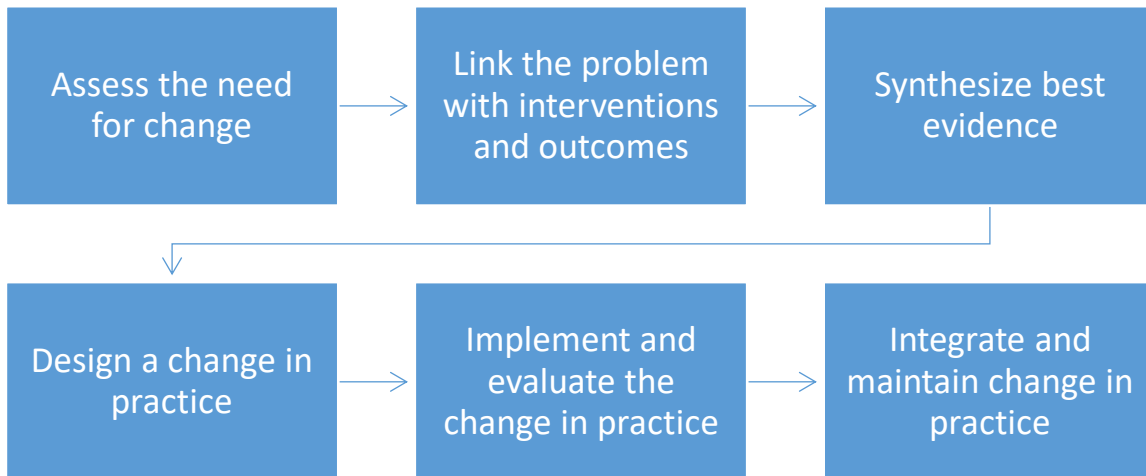 Assess the need
for change
Link the problem
with interventions
and outcomes
Synthesize best
evidence
Design a change in
practice
Implement and
evaluate the
change in practice
Integrate and
maintain change in
practice